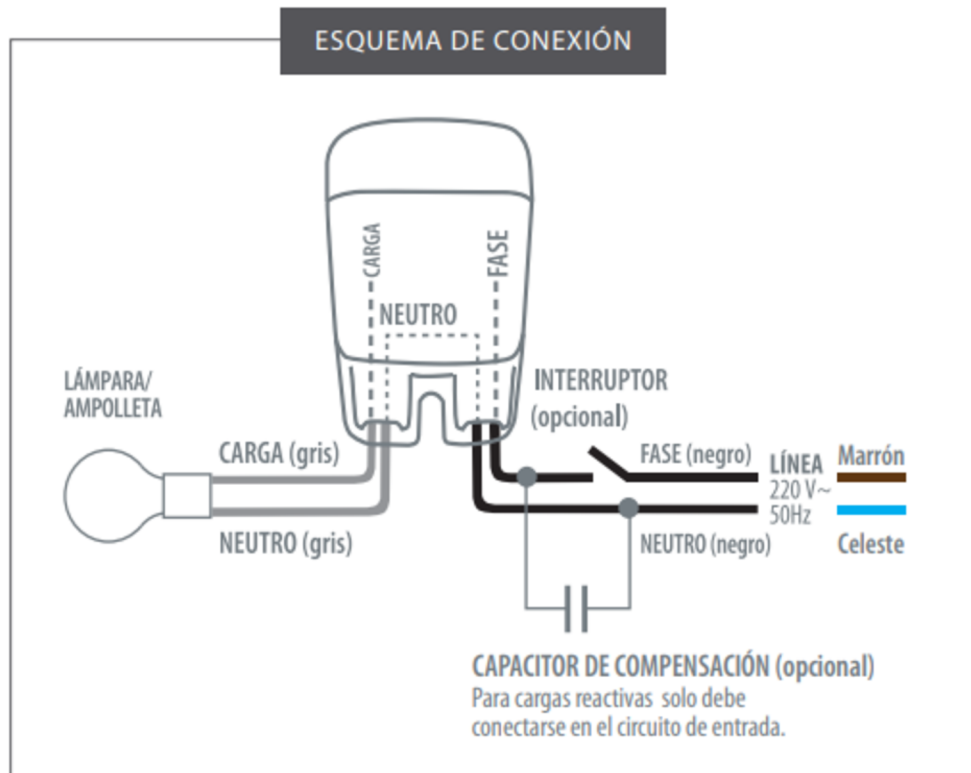 ESQUEMA DE CONEXIÓN
CARGA
FASE
NEUTRO
LÁMPARA/
AMPOLLETA
INTERRUPTOR
(opcional)
CARGA (gris)
FASE (negro)
LÍNEA
220 V~
50Hz
Marrón
NEUTRO (gris)
NEUTRO (negro)
Celeste
CAPACITOR DE COMPENSACIÓN (opcional)
Para cargas reactivas solo debe
conectarse en el circuito de entrada.